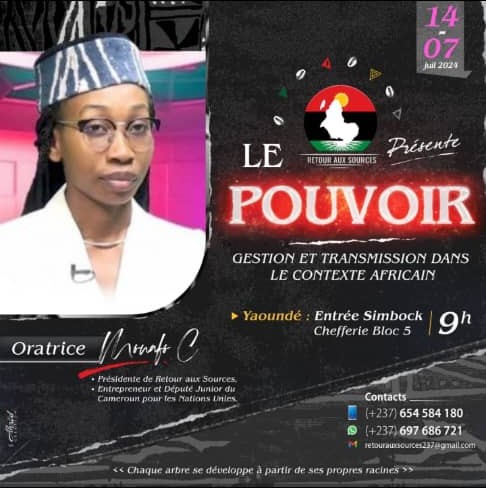 14
-
07
juil 2024
RETOUR AUX SOURCES
Présente
LE
POUVOIR
GESTION ET TRANSMISSION DANS
LE CONTEXTE AFRICAIN
Yaoundé : Entrée Simbock
Chefferie Bloc 5
9h
Oratrice Mouafo C
• Présidente de Retour aux Sources,
• Entrepreneur et Député Junior du
Cameroun pour les Nations Unies.
Contacts
(+237) 654 584 180
(+237) 697 686 721
retourauxsources237@gmail.com
<< Chaque arbre se développe à partir de ses propres racines >>